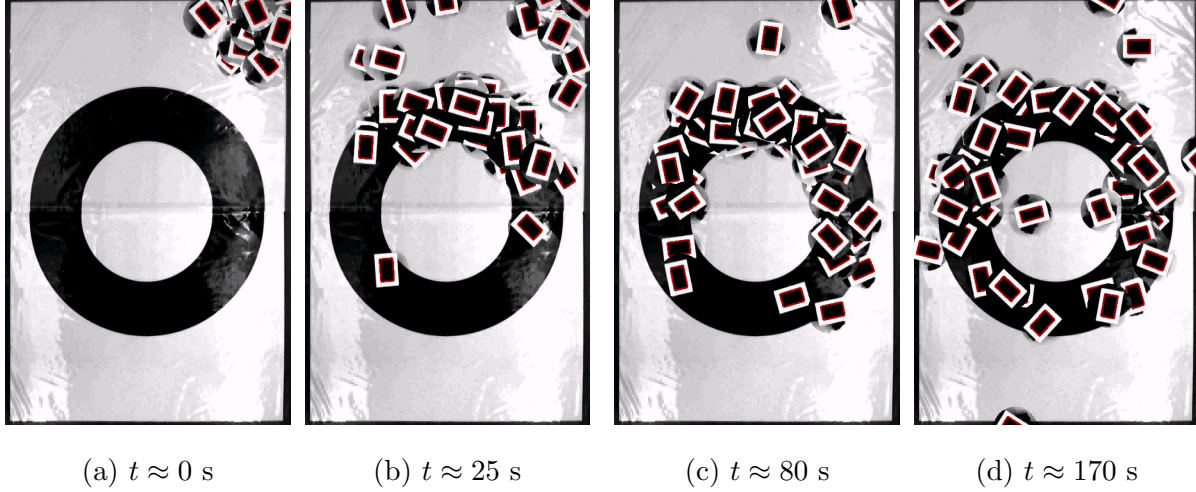 (a) t ≈ 0 s
(b) t ≈ 25 s
(c) t ≈ 80 s
(d) t ≈ 170 s